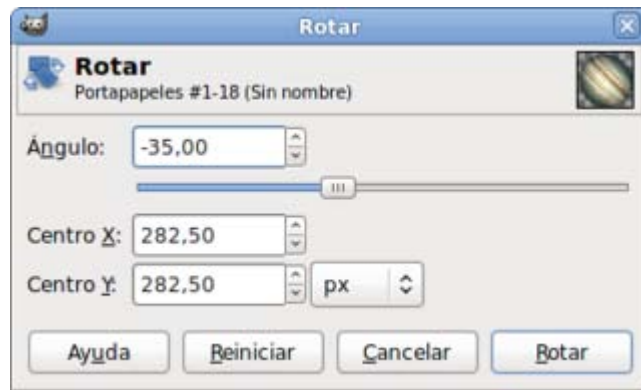 Rotar
Rotar
Portapapeles #1-18 (Sin nombre)
Ángulo: -35,00
Centro X: 282,50
Centro Y: 282,50 px
Ayuda Reiniciar Cancelar Rotar